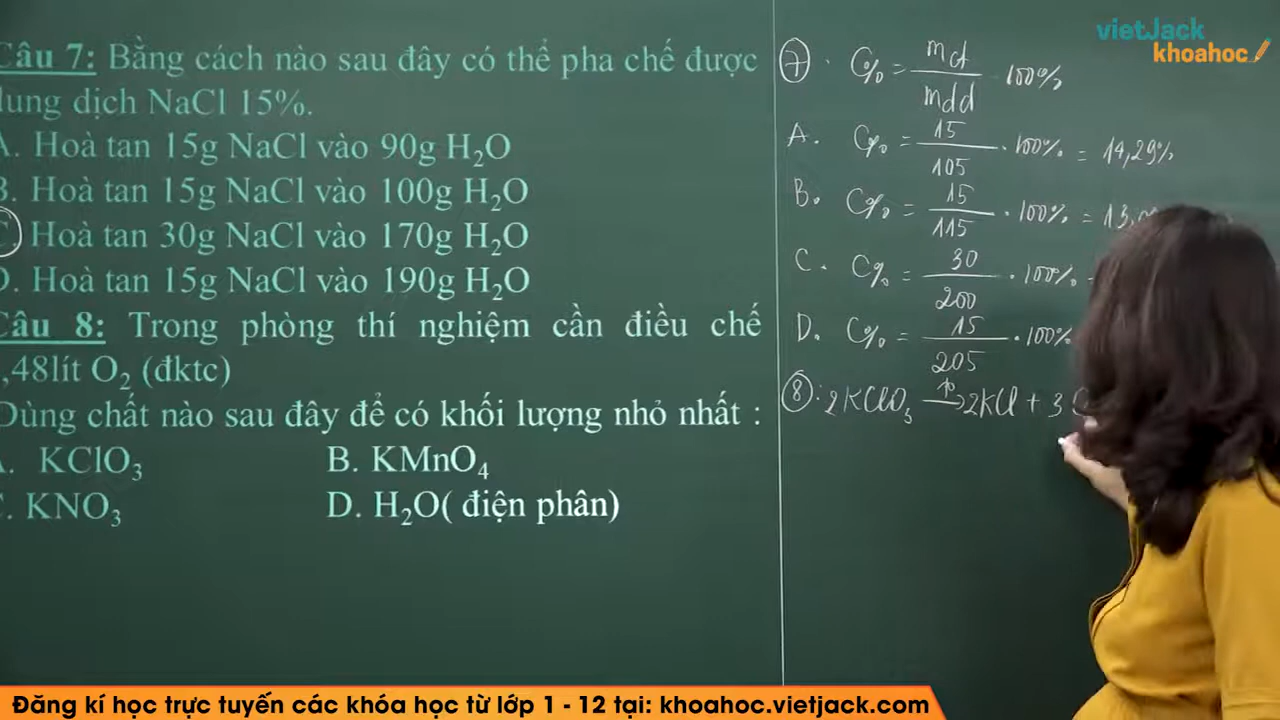 Câu 7: Bằng cách nào sau đây có thể pha chế được
dung dịch NaCl 15%.
A. Hoà tan 15g NaCl vào 90g H₂O
B. Hoà tan 15g NaCl vào 100g H₂O
C. Hoà tan 30g NaCl vào 170g H₂O
D. Hoà tan 15g NaCl vào 190g H₂O
Câu 8: Trong phòng thí nghiệm cần điều chế
,48lít O₂ (đktc)
Dùng chất nào sau đây để có khối lượng nhỏ nhất :
A. KClO₃ B. KMnO₄
C. KNO₃ D. H₂O( điện phân)
7. C% = mct / mdd . 100%
A. C% = 15 / 105 . 100% = 14,29%
B. C% = 15 / 115 . 100% = 13,
C. C% = 30 / 200 . 100%
D. C% = 15 / 205 . 100%
8: 2KClO₃ t⁰→ 2KCl + 3
vietJack
khoahoc
Đăng kí học trực tuyến các khóa học từ lớp 1 - 12 tại: khoahoc.vietjack.com